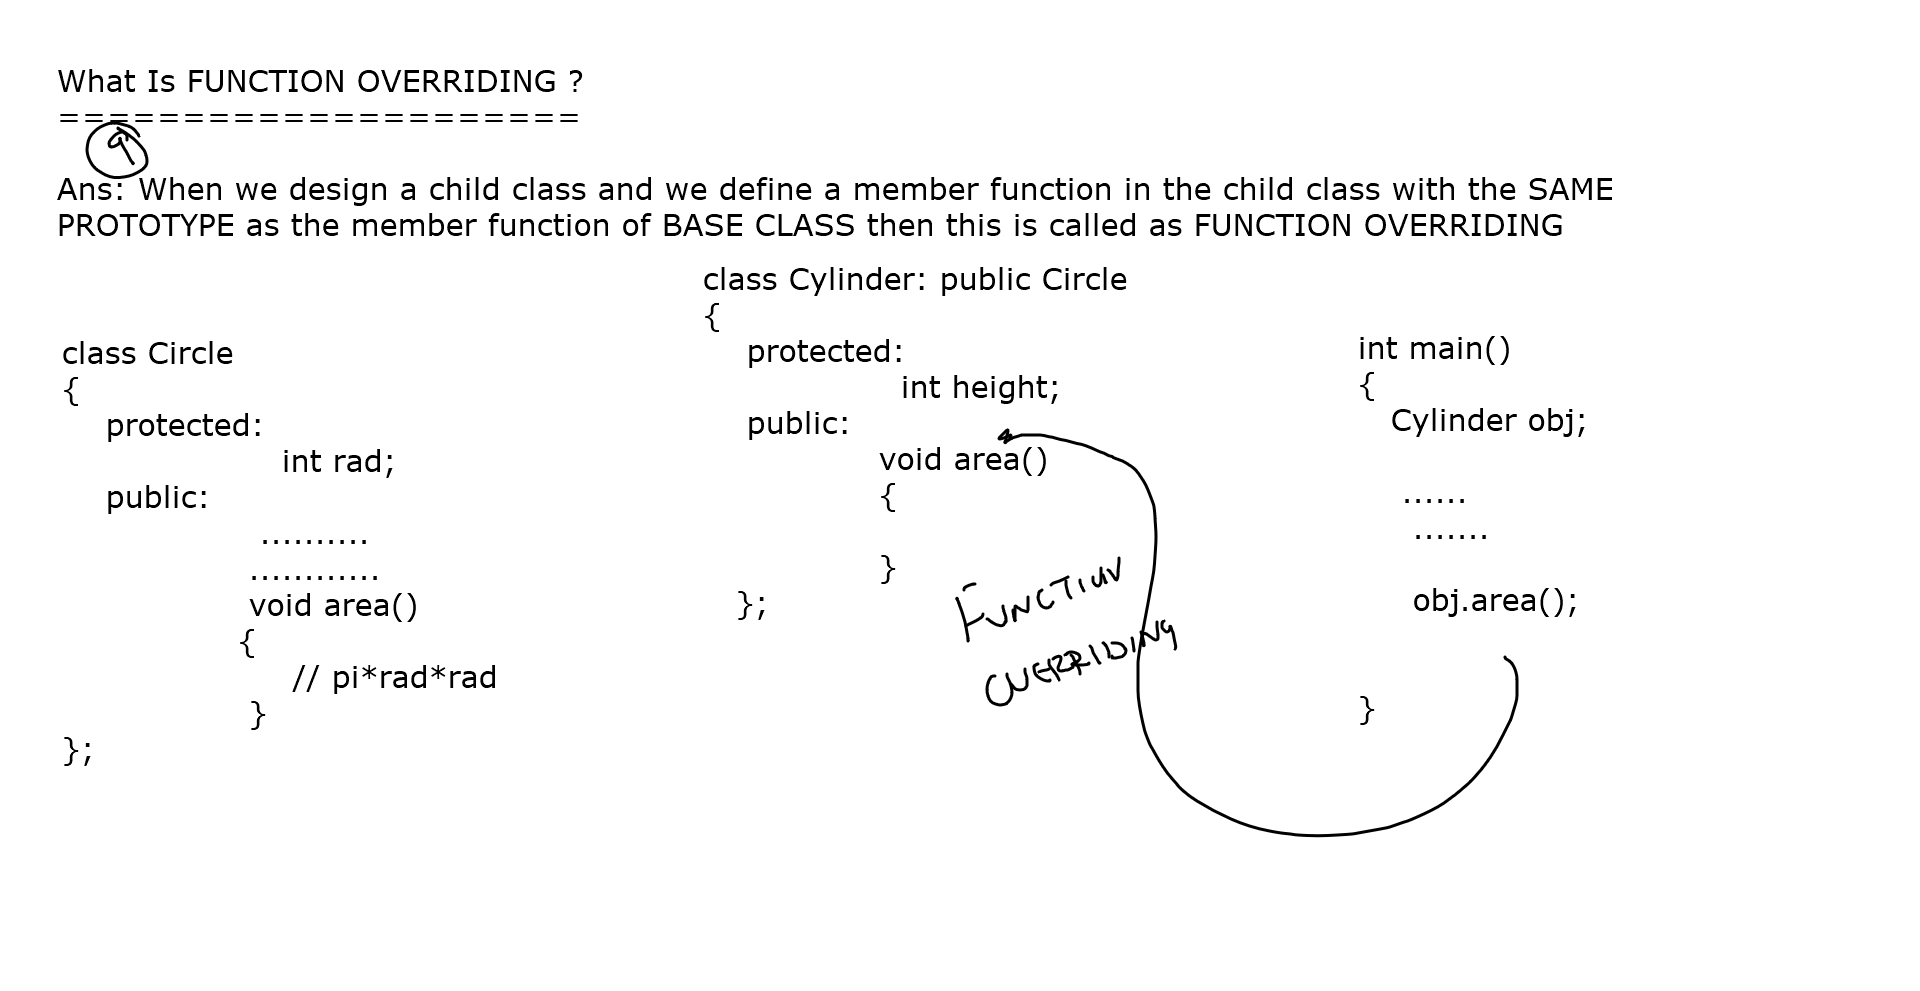 What Is FUNCTION OVERRIDING ?
=====================
Ans: When we design a child class and we define a member function in the child class with the SAME
PROTOTYPE as the member function of BASE CLASS then this is called as FUNCTION OVERRIDING
class Circle
{
protected:
int rad;
public:
..........
............
void area()
{
// pi*rad*rad
}
};
class Cylinder: public Circle
{
protected:
int height;
public:
void area()
{
}
};
FUNCTION
OVERRIDING
int main()
{
Cylinder obj;
......
.......
obj.area();
}